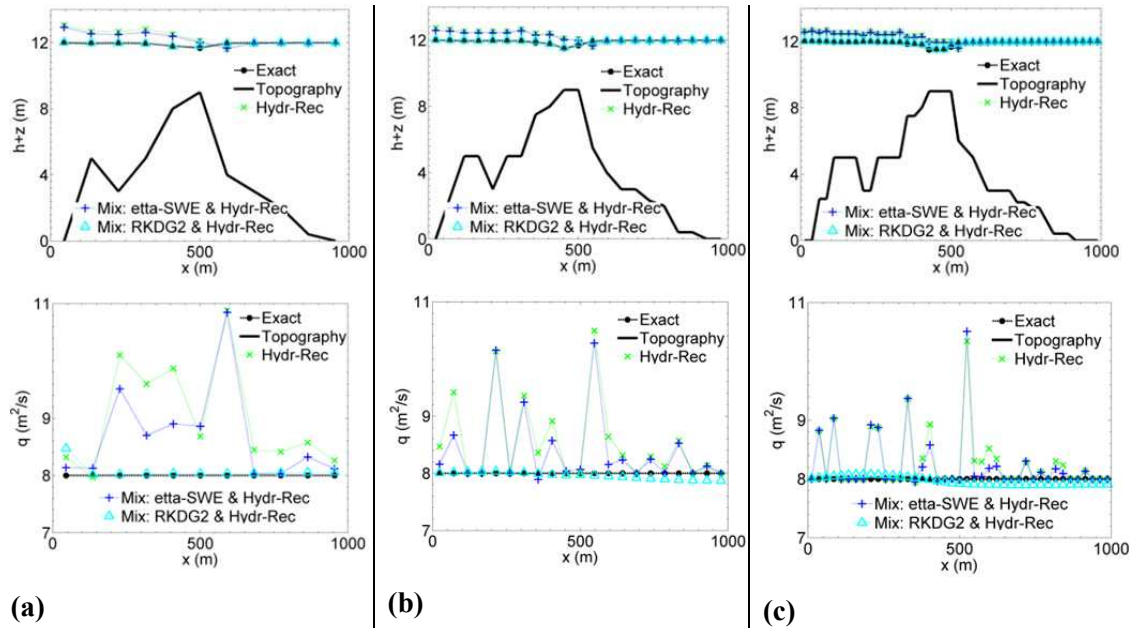 12
8
4
0
h+z (m)
Exact
Topography
Hydr-Rec
Mix: etta-SWE & Hydr-Rec
Mix: RKDG2 & Hydr-Rec
0
500
1000
x (m)
11
9
8
7
q (m²/s)
Exact
Topography
Hydr-Rec
Mix: etta-SWE & Hydr-Rec
Mix: RKDG2 & Hydr-Rec
0
500
1000
x (m)
(a)
12
8
4
0
h+z (m)
Exact
Topography
Hydr-Rec
Mix: etta-SWE & Hydr-Rec
Mix: RKDG2 & Hydr-Rec
0
500
1000
x (m)
11
9
8
7
q (m²/s)
Exact
Topography
Hydr-Rec
Mix: etta-SWE & Hydr-Rec
Mix: RKDG2 & Hydr-Rec
0
500
1000
x (m)
(b)
12
8
4
0
h+z (m)
Exact
Topography
Hydr-Rec
Mix: etta-SWE & Hydr-Rec
Mix: RKDG2 & Hydr-Rec
0
500
1000
x (m)
11
9
8
7
q (m²/s)
Exact
Topography
Hydr-Rec
Mix: etta-SWE & Hydr-Rec
Mix: RKDG2 & Hydr-Rec
0
500
1000
x (m)
(c)